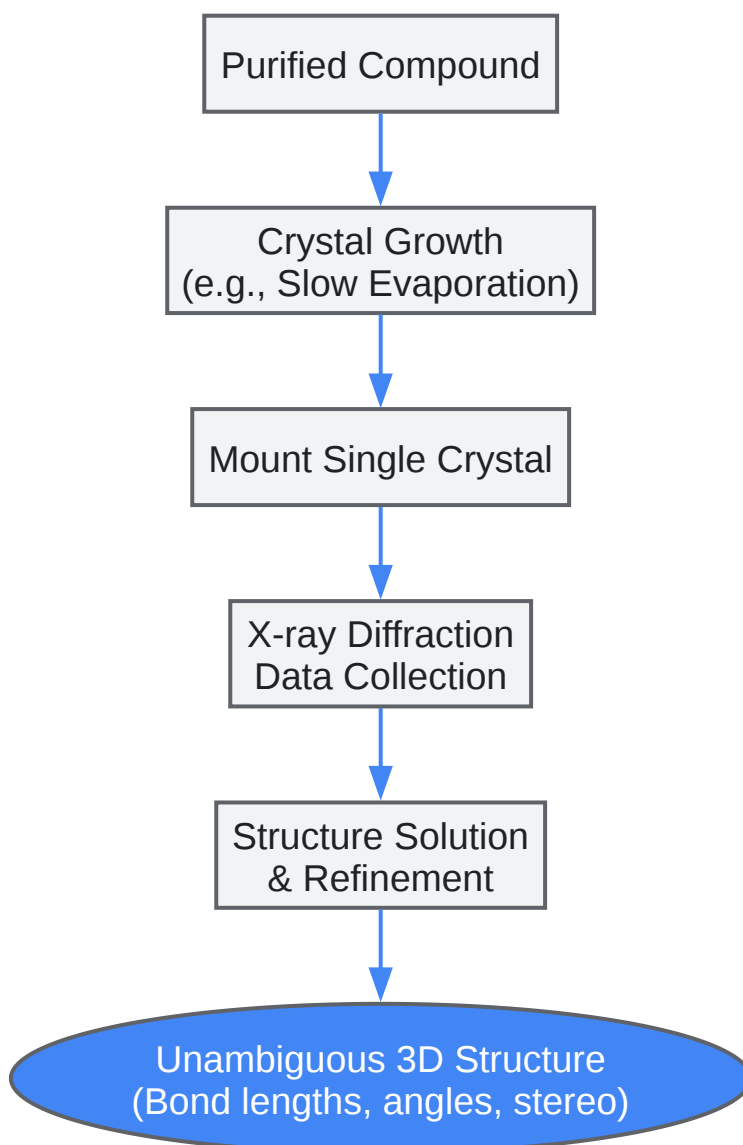 Purified Compound
Crystal Growth
(e.g., Slow Evaporation)
Mount Single Crystal
X-ray Diffraction
Data Collection
Structure Solution
& Refinement
Unambiguous 3D Structure
(Bond lengths, angles, stereo)